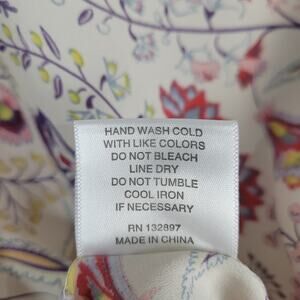 HAND WASH COLD
WITH LIKE COLORS
DO NOT BLEACH
LINE DRY
DO NOT TUMBLE
COOL IRON
IF NECESSARY
RN 132897
MADE IN CHINA